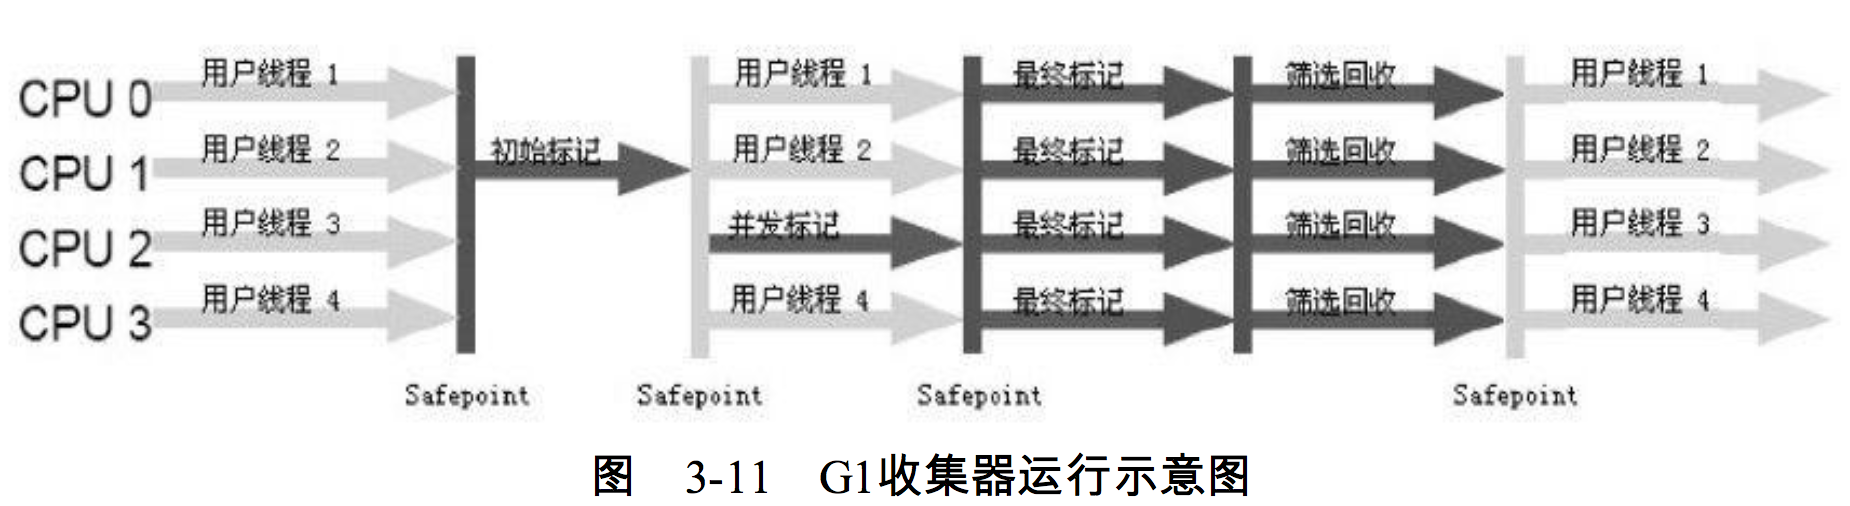 CPU 0 用户线程 1 用户线程 1 最终标记 筛选回收 用户线程 1
CPU 1 用户线程 2 初始标记 用户线程 2 最终标记 筛选回收 用户线程 2
CPU 2 用户线程 3 并发标记 最终标记 筛选回收 用户线程 3
CPU 3 用户线程 4 用户线程 4 最终标记 筛选回收 用户线程 4
Safepoint Safepoint Safepoint Safepoint
图 3-11 G1收集器运行示意图